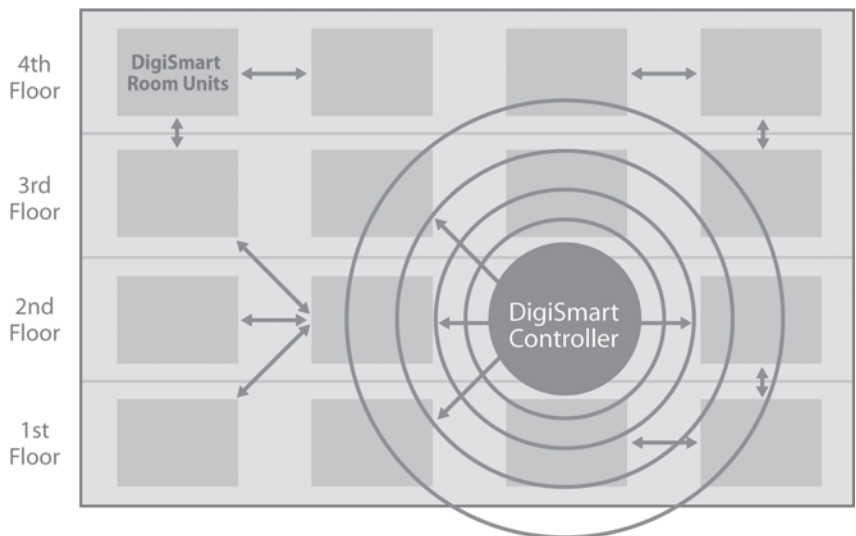 4th
Floor
DigiSmart
Room Units
3rd
Floor
2nd
Floor
DigiSmart
Controller
1st
Floor